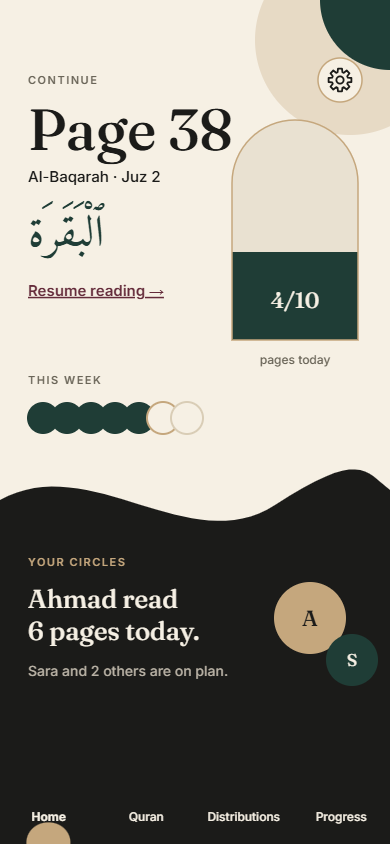 CONTINUE
Page 38
Al-Baqarah · Juz 2
ٱلْبَقَرَة
Resume reading →
4/10
pages today
THIS WEEK
YOUR CIRCLES
Ahmad read
6 pages today.
Sara and 2 others are on plan.
A
S
Home
Quran
Distributions
Progress